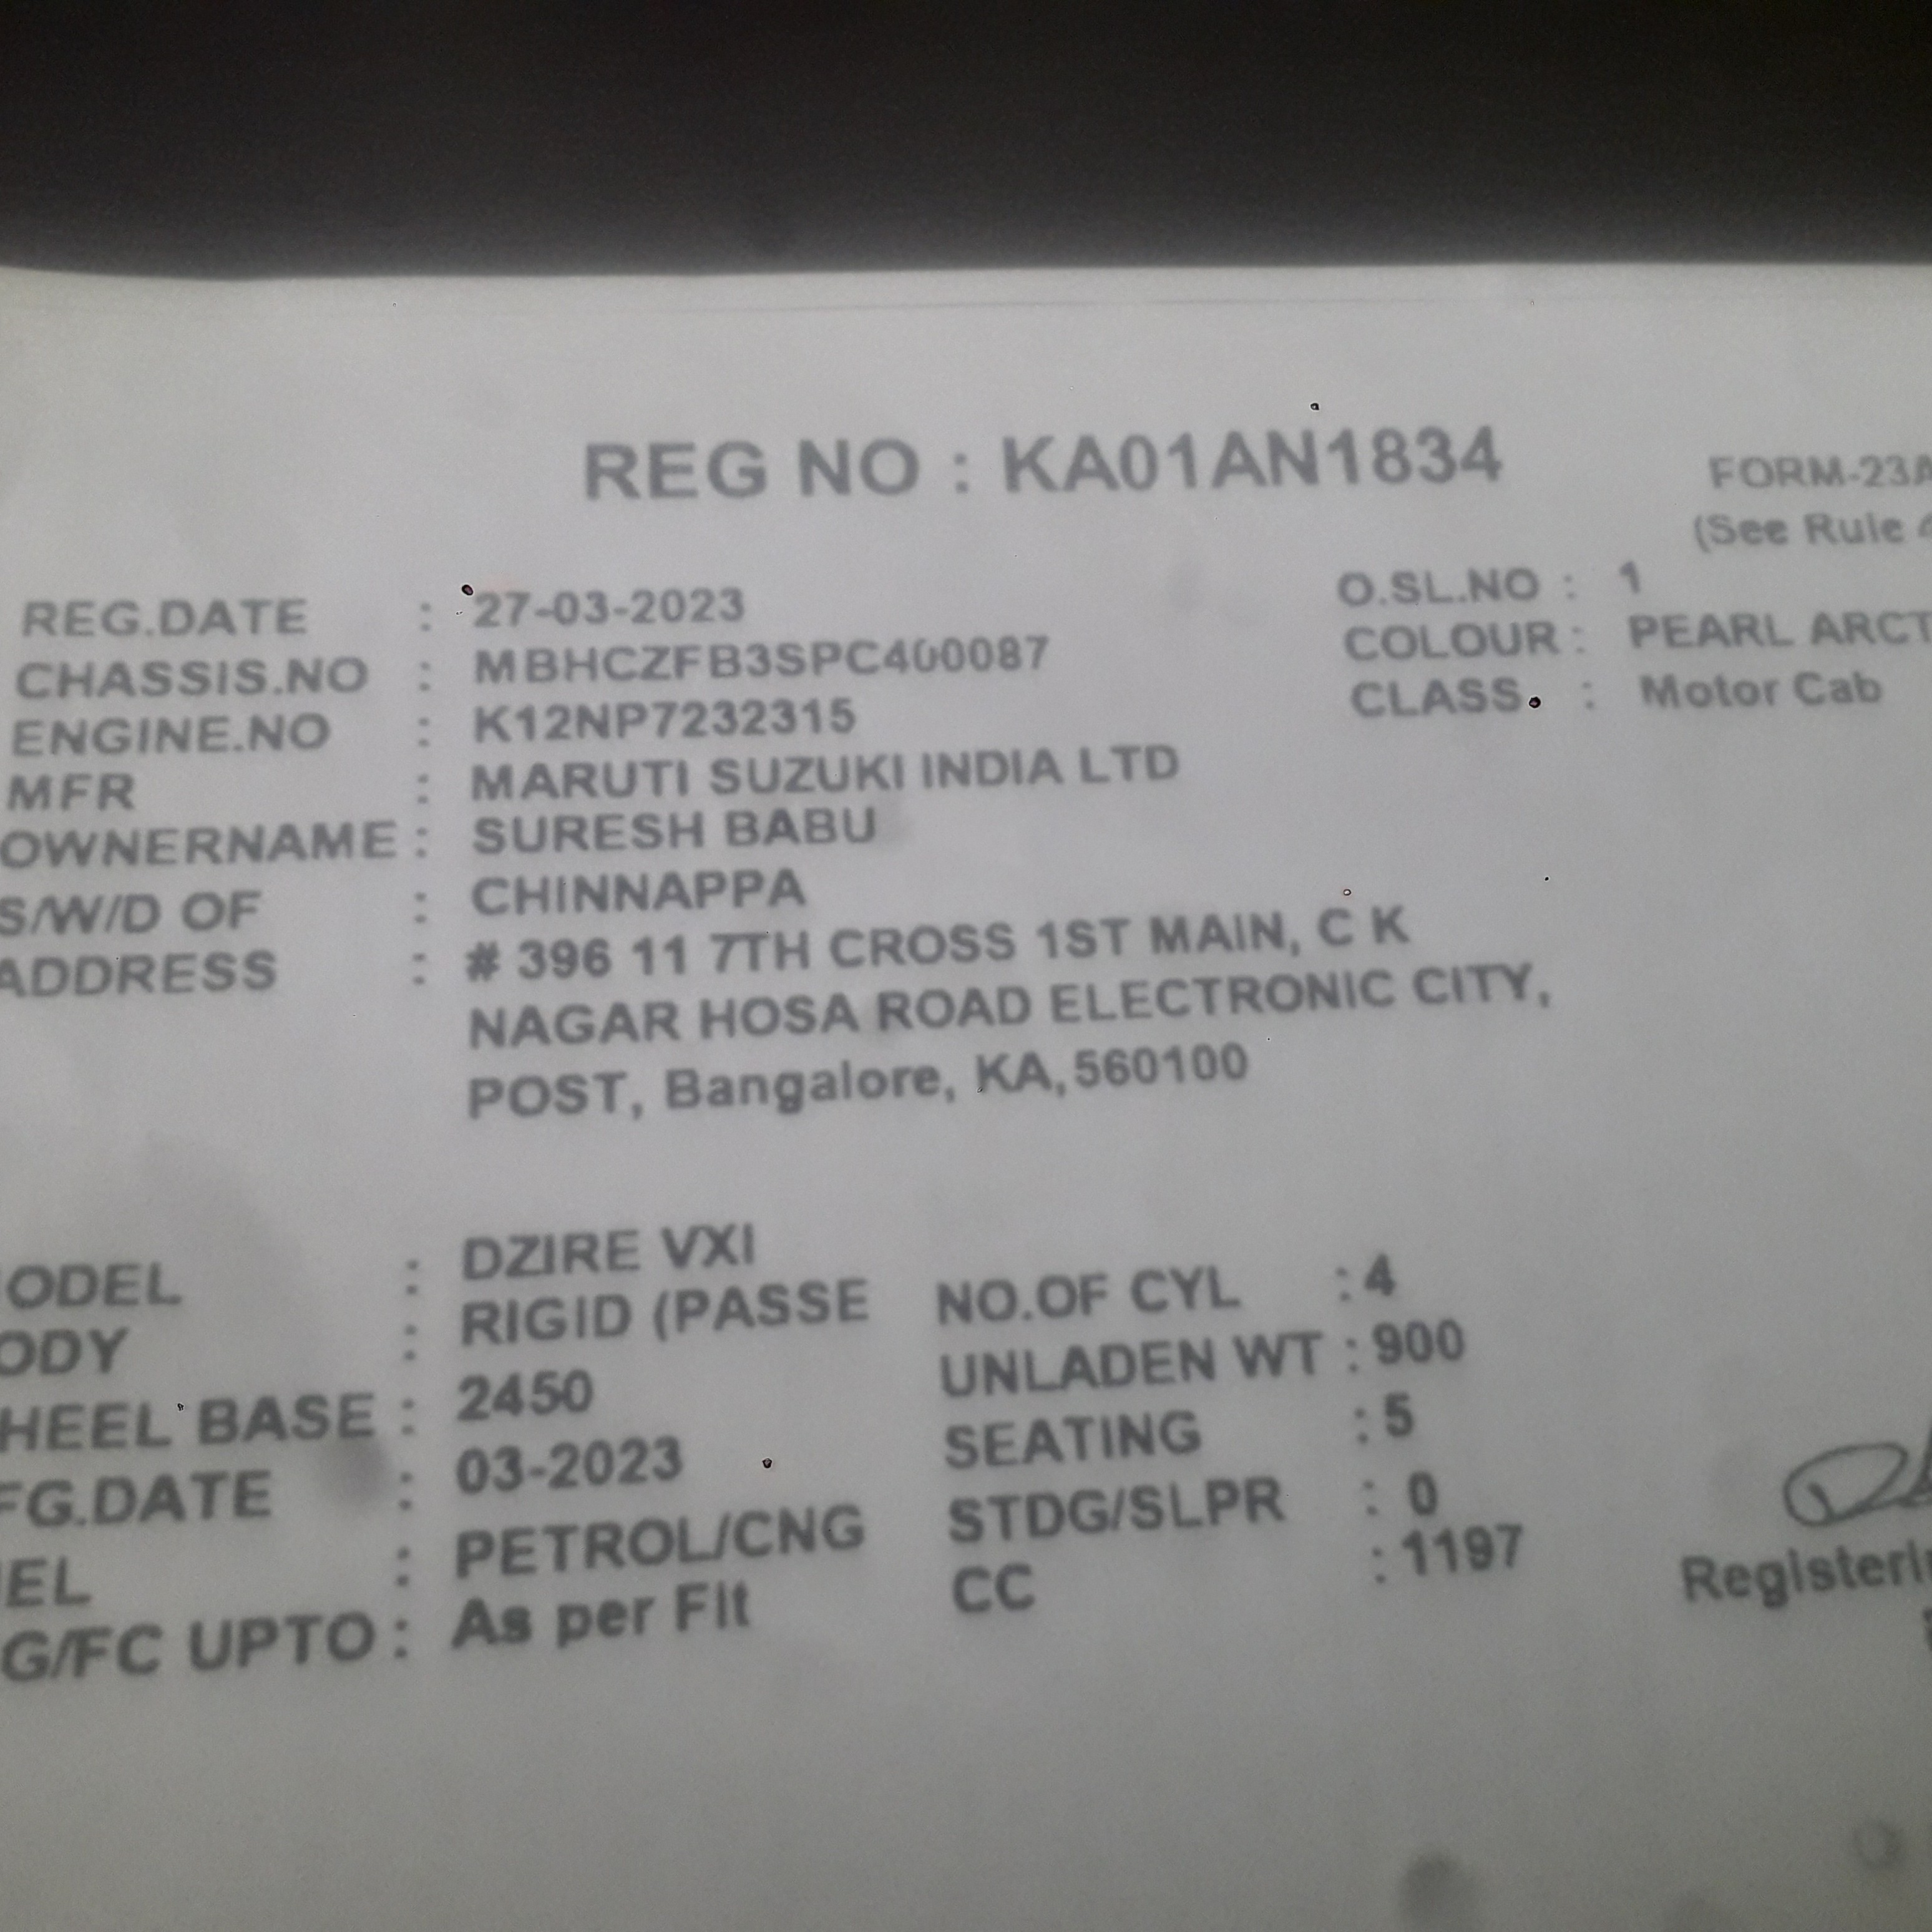 REG NO : KA01AN1834
FORM-23A
(See Rule 4
REG.DATE : 27-03-2023
O.SL.NO : 1
CHASSIS.NO : MBHCZFB3SPC400087
COLOUR : PEARL ARCT
ENGINE.NO : K12NP7232315
CLASS : Motor Cab
MFR : MARUTI SUZUKI INDIA LTD
OWNERNAME : SURESH BABU
S/W/D OF : CHINNAPPA
ADDRESS : # 396 11 7TH CROSS 1ST MAIN, C K
NAGAR HOSA ROAD ELECTRONIC CITY,
POST, Bangalore, KA,560100
ODEL : DZIRE VXI
ODY : RIGID (PASSE NO.OF CYL : 4
HEEL BASE : 2450 UNLADEN WT : 900
FG.DATE : 03-2023 SEATING : 5
EL : PETROL/CNG STDG/SLPR : 0
G/FC UPTO : As per Fit CC : 1197
Registeri